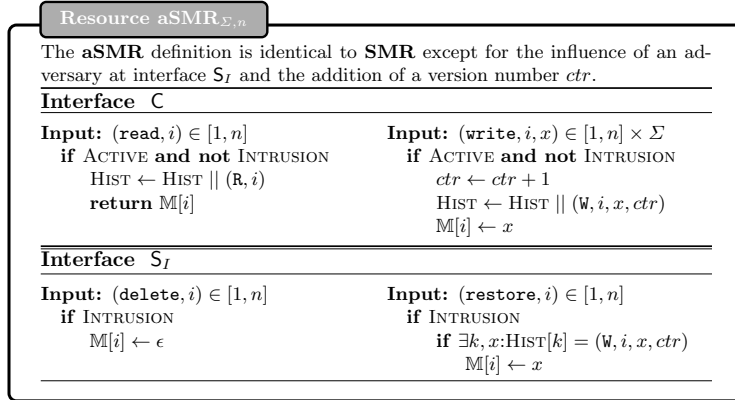 Resource aSMR_{Σ,n}
The aSMR definition is identical to SMR except for the influence of an ad-
versary at interface S_I and the addition of a version number ctr.
Interface C
Input: (read, i) ∈ [1, n]
if ACTIVE and not INTRUSION
HIST ← HIST || (R, i)
return 𝕄[i]
Input: (write, i, x) ∈ [1, n] × Σ
if ACTIVE and not INTRUSION
ctr ← ctr + 1
HIST ← HIST || (W, i, x, ctr)
𝕄[i] ← x
Interface S_I
Input: (delete, i) ∈ [1, n]
if INTRUSION
𝕄[i] ← ϵ
Input: (restore, i) ∈ [1, n]
if INTRUSION
if ∃k, x:HIST[k] = (W, i, x, ctr)
𝕄[i] ← x